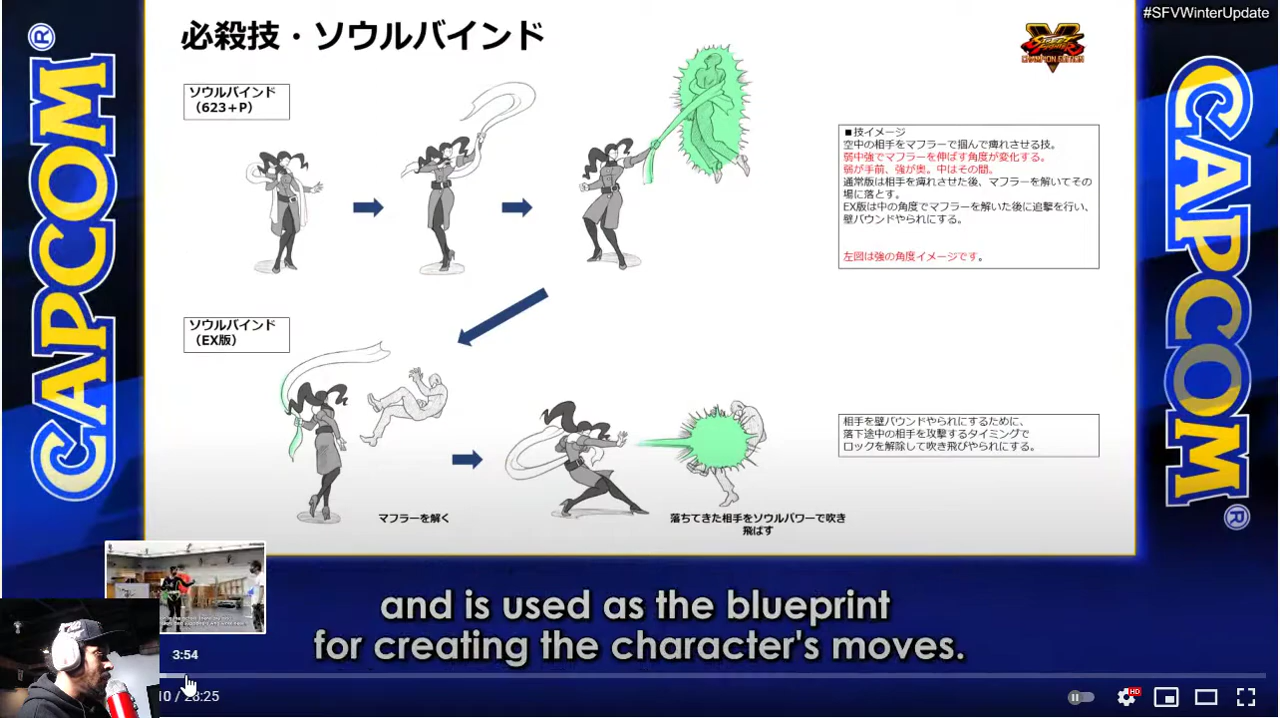 #SFVWinterUpdate
CAPCOM®
必殺技・ソウルバインド
STREET FIGHTER V
CHAMPION EDITION
CAPCOM®
ソウルバインド
(623+P)
■技イメージ
空中の相手をマフラーで掴んで痺れさせる技。
弱中強でマフラーを伸ばす角度が変化する。
弱が手前、強が奥。中はその間。
通常版は相手を痺れさせた後、マフラーを解いてその
場に落とす。
EX版は中の角度でマフラーを解いた後に追撃を行い、
壁バウンドやられにする。
左図は強の角度イメージです。
ソウルバインド
(EX版)
相手を壁バウンドやられにするために、
落下途中の相手を攻撃するタイミングで
ロックを解除して吹き飛びやられにする。
マフラーを解く
落ちてきた相手をソウルパワーで吹き
飛ばす
and is used as the blueprint
for creating the character's moves.
3:54
10 / 28:25
HD